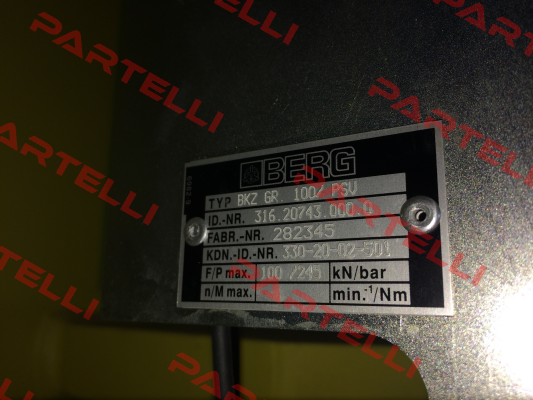 PARTELLI
PARTELLI
PARTELLI
BERG
TYP BKZ GR 100/ PSV
ID.-NR. 316.20743.000
FABR.-NR. 282345
KDN.-ID.-NR. 330-20-02-501
F/P max. 100 /245 kN/bar
n/M max. min.⁻¹/Nm
PARTELLI
PARTELLI
PARTELLI